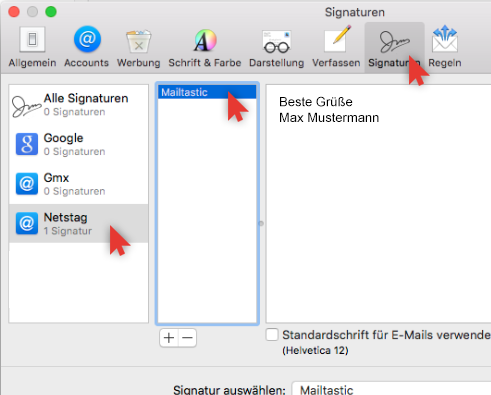 Signaturen
Allgemein Accounts Werbung Schrift & Farbe Darstellung Verfassen Signaturen Regeln
Alle Signaturen
0 Signaturen
Google
0 Signaturen
Gmx
0 Signaturen
Netstag
1 Signatur
Mailtastic
Beste Grüße
Max Mustermann
Standardschrift für E-Mails verwende
(Helvetica 12)
Signatur auswählen: Mailtastic